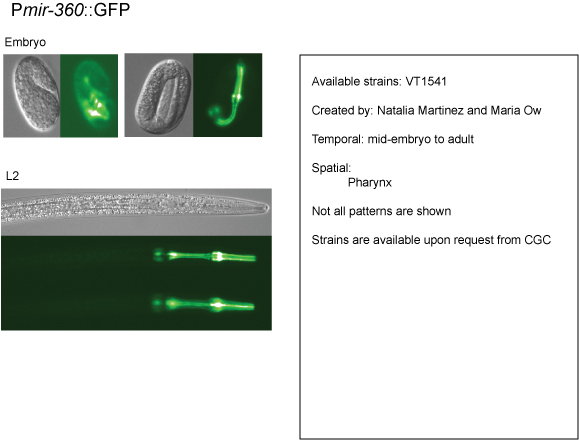 Pmir-360::GFP
Embryo
L2
Available strains: VT1541
Created by: Natalia Martinez and Maria Ow
Temporal: mid-embryo to adult
Spatial:
Pharynx
Not all patterns are shown
Strains are available upon request from CGC